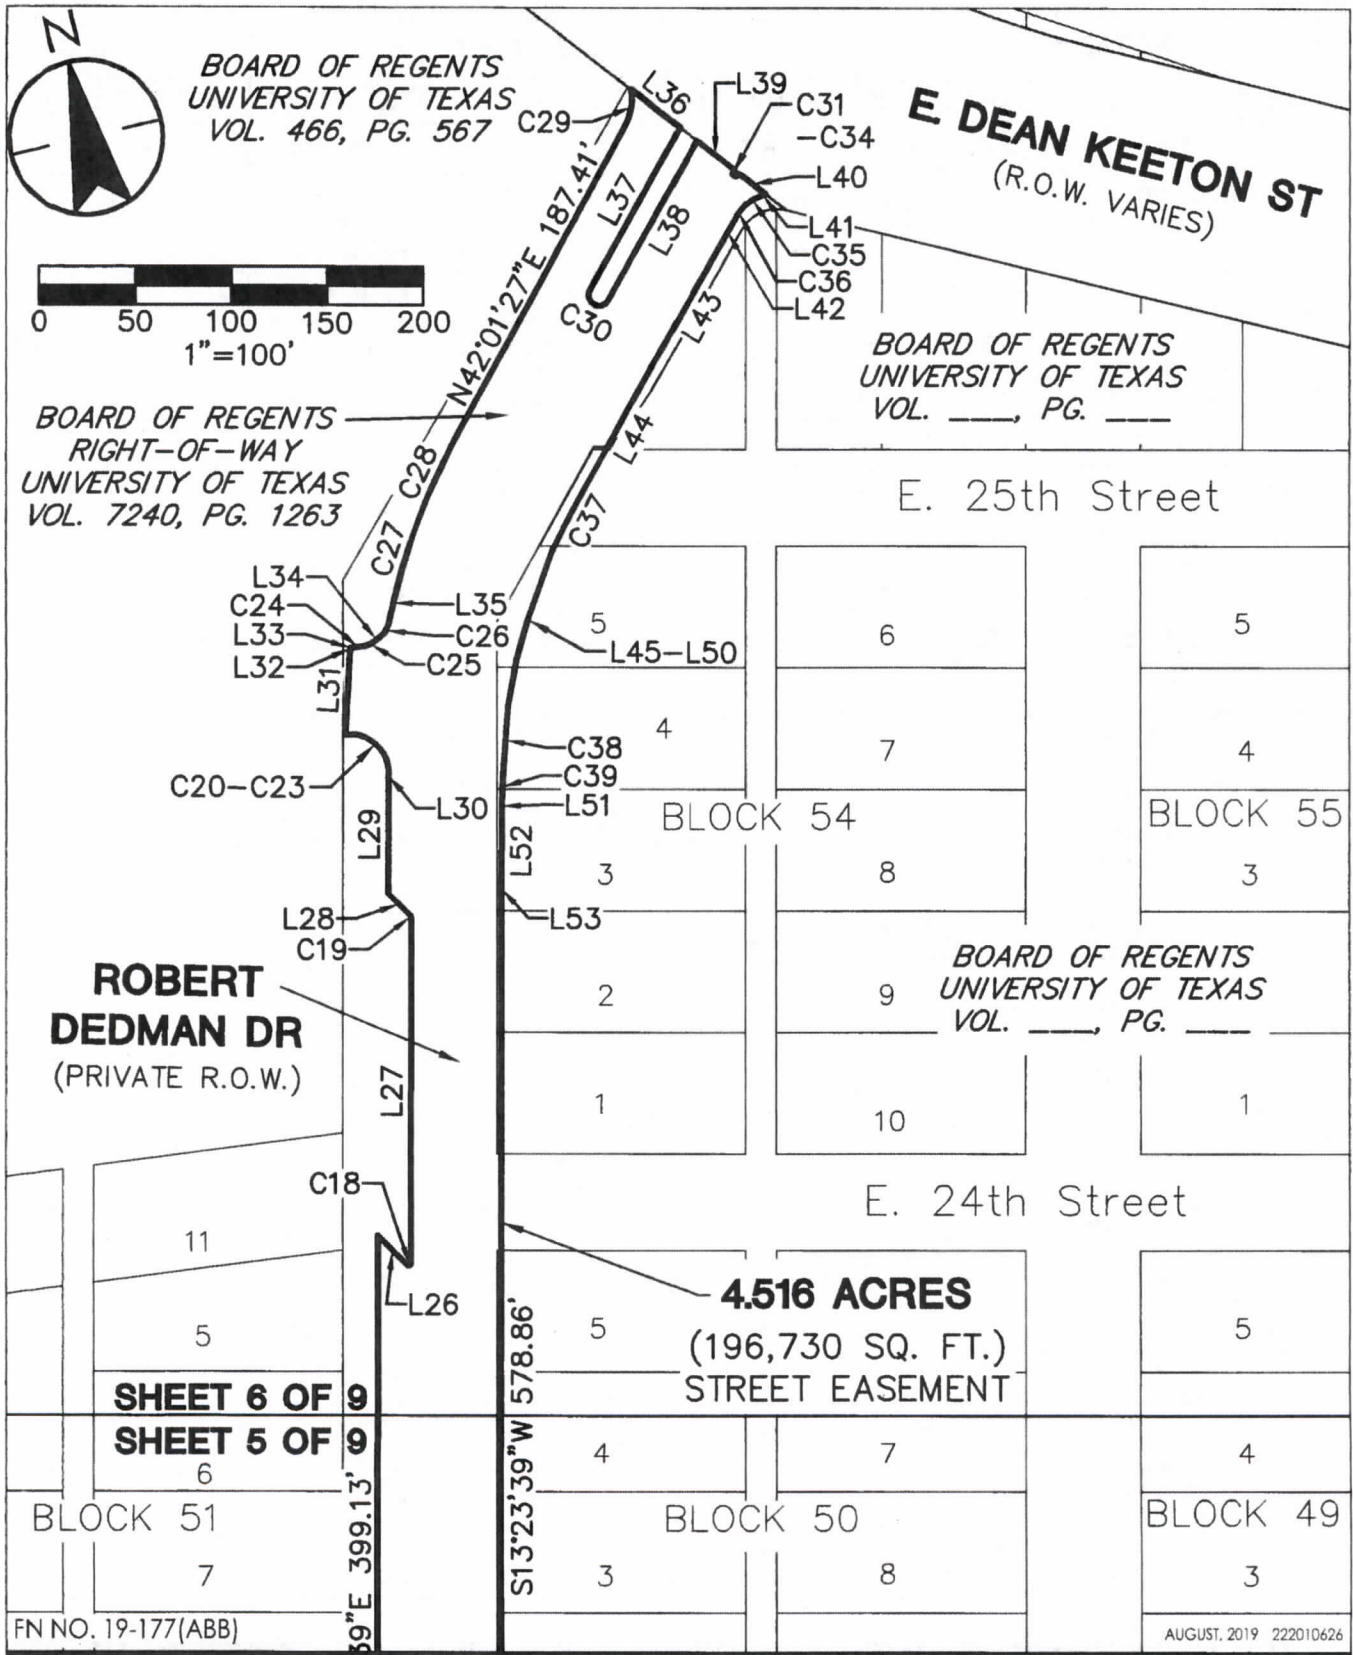 N
BOARD OF REGENTS
UNIVERSITY OF TEXAS
VOL. 466, PG. 567
C29
L36
L39
C31
-C34
L40
L41
C35
C36
L42
E. DEAN KEETON ST
(R.O.W. VARIES)
L37
L38
C30
L43
L44
N42°01'27"E 187.41'
0 50 100 150 200
1"=100'
BOARD OF REGENTS
UNIVERSITY OF TEXAS
VOL. ___, PG. ___
BOARD OF REGENTS
RIGHT-OF-WAY
UNIVERSITY OF TEXAS
VOL. 7240, PG. 1263
C28
C27
C37
E. 25th Street
L34
C24
L33
L32
L31
L35
C26
C25
L45-L50
5
6
5
4
7
4
C38
C39
L51
C20-C23
L30
L29
L52
BLOCK 54
BLOCK 55
3
8
3
L28
C19
L53
ROBERT
DEDMAN DR
(PRIVATE R.O.W.)
2
9
BOARD OF REGENTS
UNIVERSITY OF TEXAS
VOL. ___, PG. ___
L27
1
10
1
C18
E. 24th Street
11
L26
4.516 ACRES
(196,730 SQ. FT.)
STREET EASEMENT
5
5
5
SHEET 6 OF 9
SHEET 5 OF 9
S13°23'39"W 578.86'
39"E 399.13'
6
4
7
4
BLOCK 51
BLOCK 50
BLOCK 49
7
3
8
3
FN NO. 19-177(ABB)
AUGUST, 2019 222010626